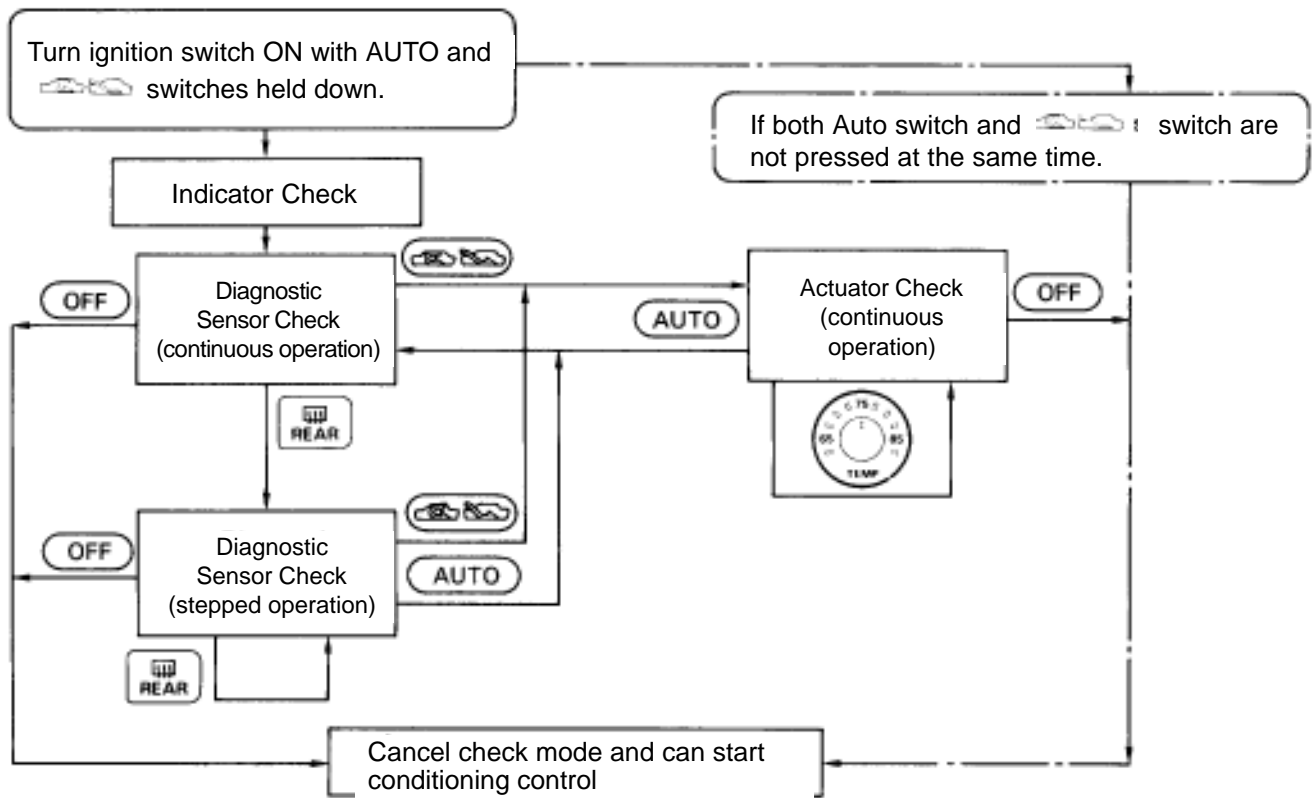 Turn ignition switch ON with AUTO and
switches held down.
If both Auto switch and switch are
not pressed at the same time.
Indicator Check
OFF
Diagnostic
Sensor Check
(continuous operation)
AUTO
Actuator Check
(continuous
operation)
OFF
REAR
65 75 85
TEMP
OFF
Diagnostic
Sensor Check
(stepped operation)
AUTO
REAR
Cancel check mode and can start
conditioning control